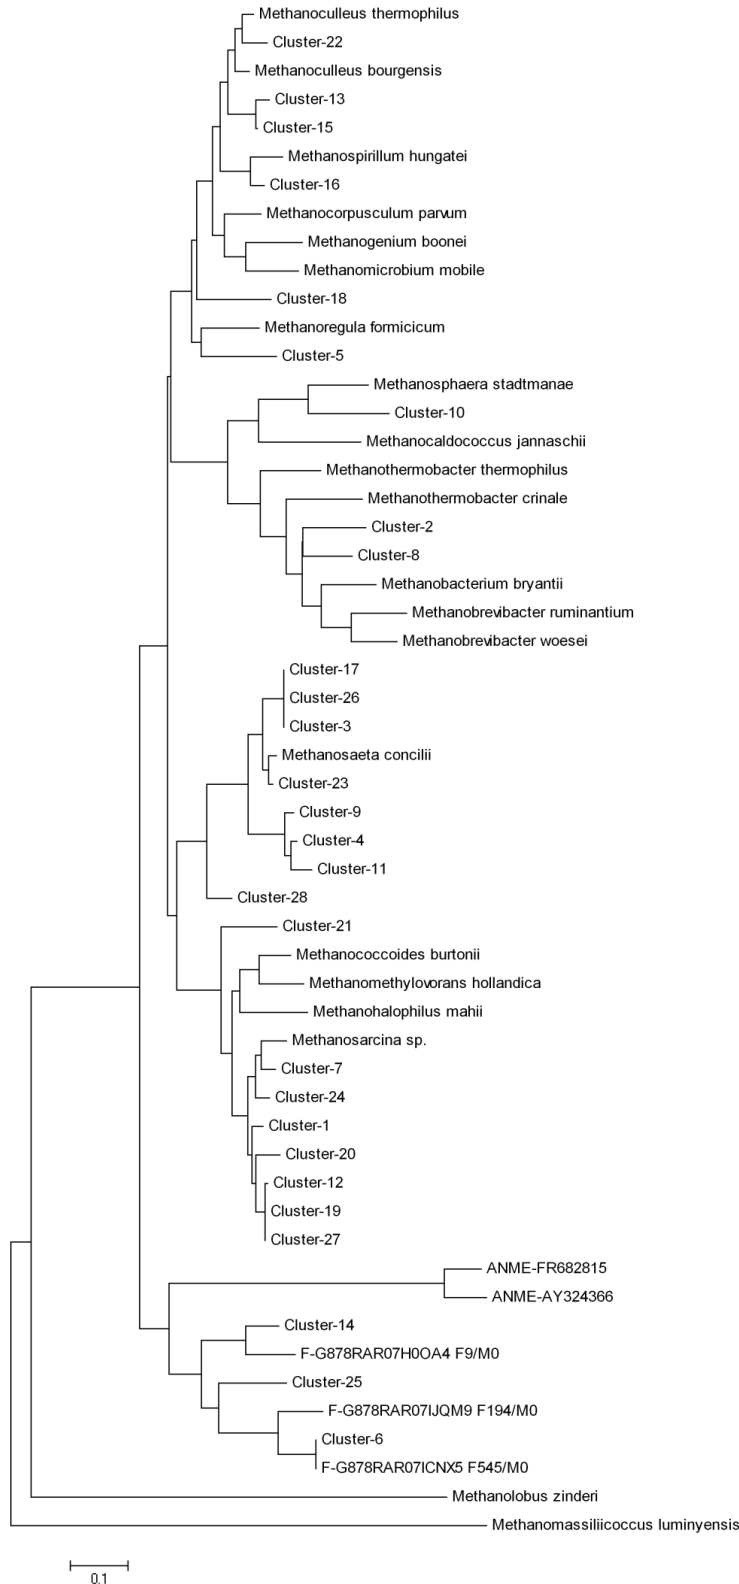 Methanoculleus thermophilus
Cluster-22
Methanoculleus bourgensis
Cluster-13
Cluster-15
Methanospirillum hungatei
Cluster-16
Methanocorpusculum parvum
Methanogenium boonei
Methanomicrobium mobile
Cluster-18
Methanoregula formicicum
Cluster-5
Methanosphaera stadtmanae
Cluster-10
Methanocaldococcus jannaschii
Methanothermobacter thermophilus
Methanothermobacter crinale
Cluster-2
Cluster-8
Methanobacterium bryantii
Methanobrevibacter ruminantium
Methanobrevibacter woesei
Cluster-17
Cluster-26
Cluster-3
Methanosaeta concilii
Cluster-23
Cluster-9
Cluster-4
Cluster-11
Cluster-28
Cluster-21
Methanococcoides burtonii
Methanomethylovorans hollandica
Methanohalophilus mahii
Methanosarcina sp.
Cluster-7
Cluster-24
Cluster-1
Cluster-20
Cluster-12
Cluster-19
Cluster-27
ANME-FR682815
ANME-AY324366
Cluster-14
F-G878RAR07H0OA4 F9/M0
Cluster-25
F-G878RAR07IJQM9 F194/M0
Cluster-6
F-G878RAR07ICNX5 F545/M0
Methanolobus zinderi
Methanomassiliicoccus luminyensis
0.1